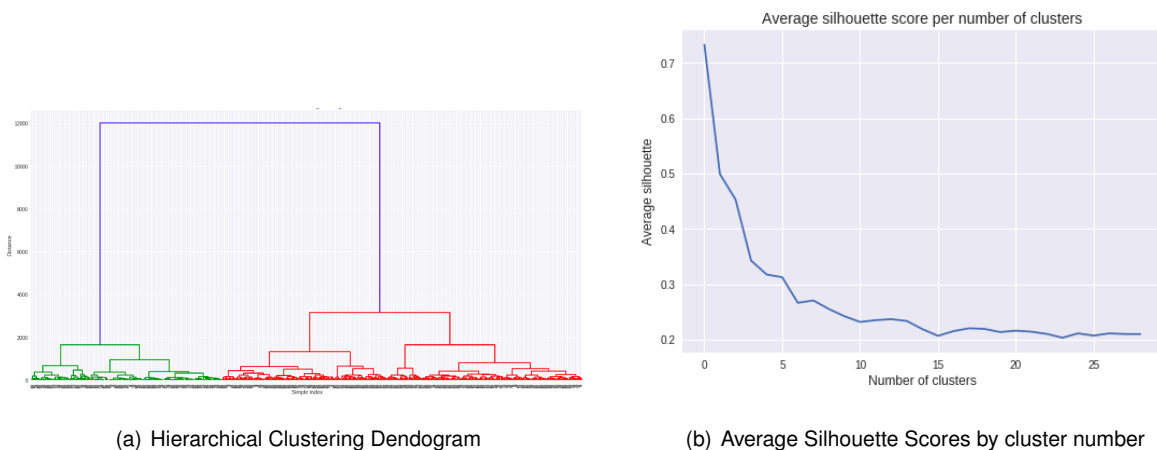 12000
10000
8000
6000
4000
2000
0
Distance
Simple index
(a) Hierarchical Clustering Dendogram
Average silhouette score per number of clusters
0.7
0.6
0.5
0.4
0.3
0.2
Average silhouette
0 5 10 15 20 25
Number of clusters
(b) Average Silhouette Scores by cluster number